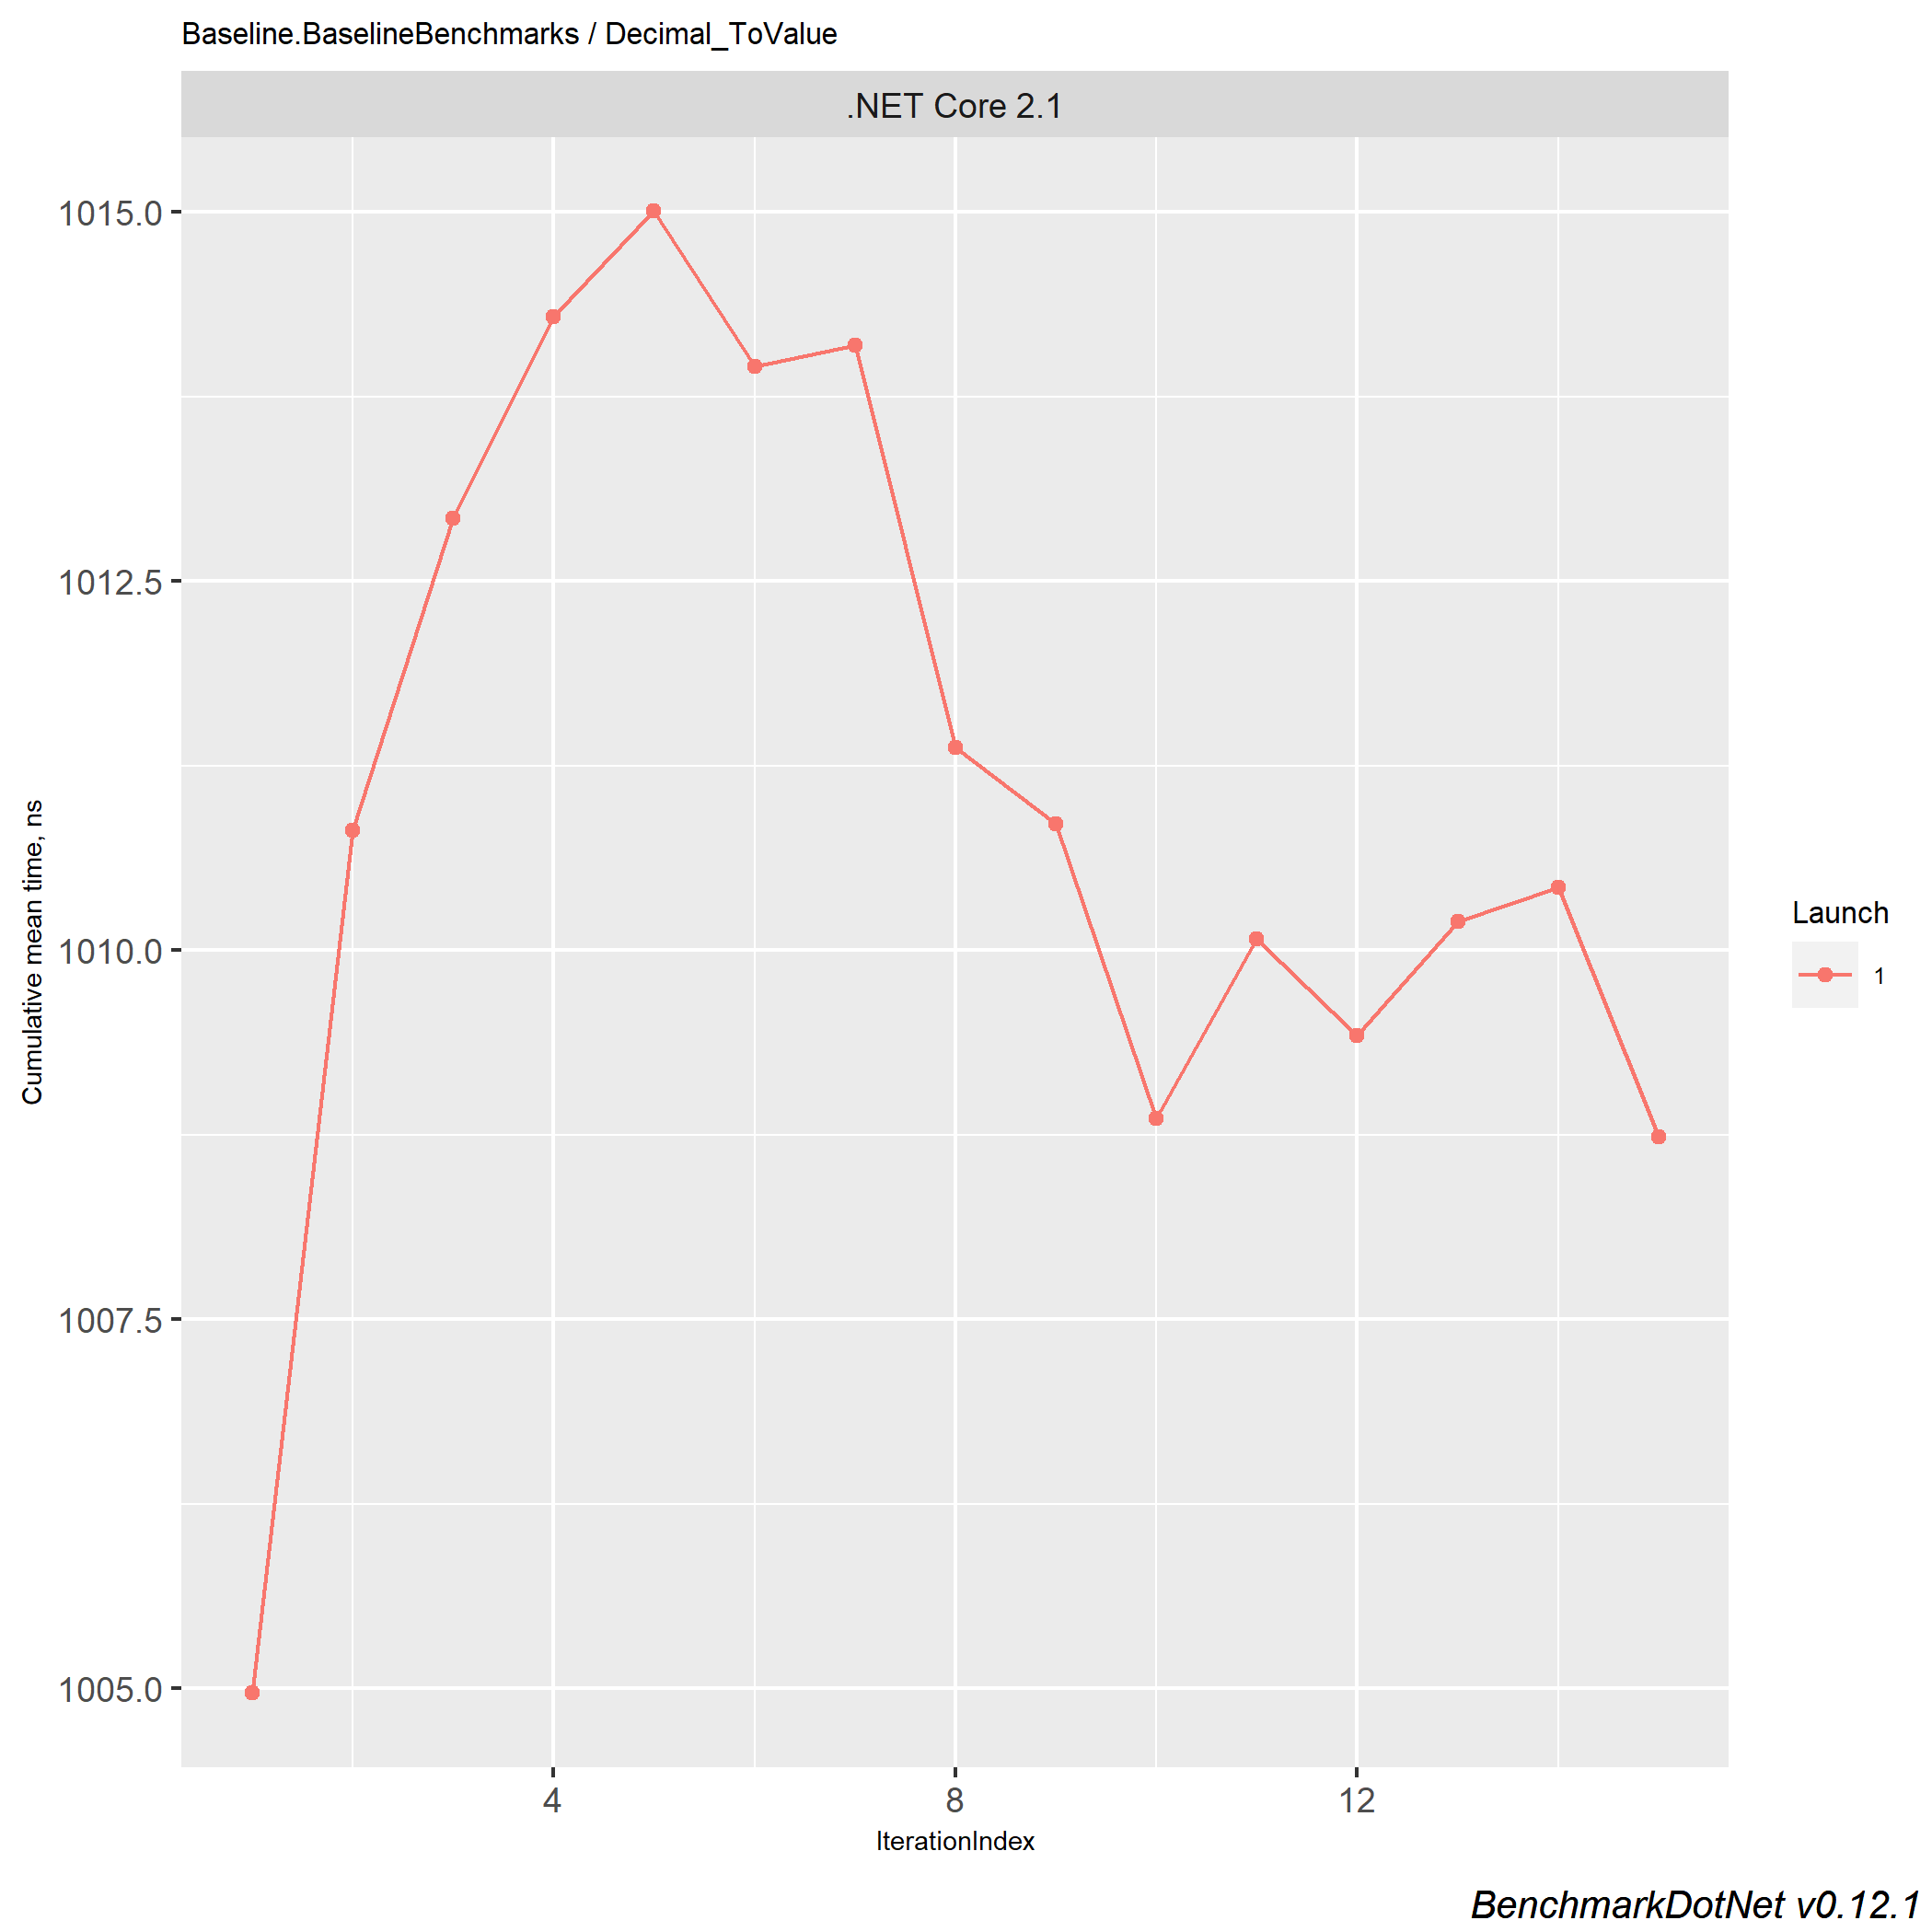 Baseline.BaselineBenchmarks / Decimal_ToValue
.NET Core 2.1
1015.0
1012.5
1010.0
1007.5
1005.0
Cumulative mean time, ns
4
8
12
IterationIndex
Launch
1
BenchmarkDotNet v0.12.1